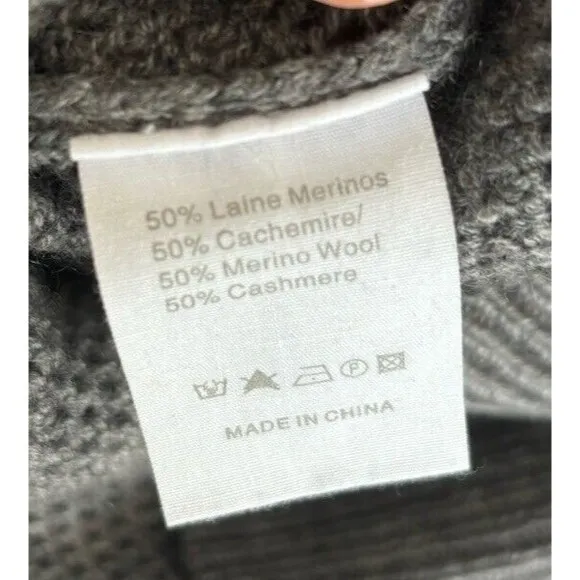 50% Laine Merinos
50% Cachemire/
50% Merino Wool
50% Cashmere
P
MADE IN CHINA